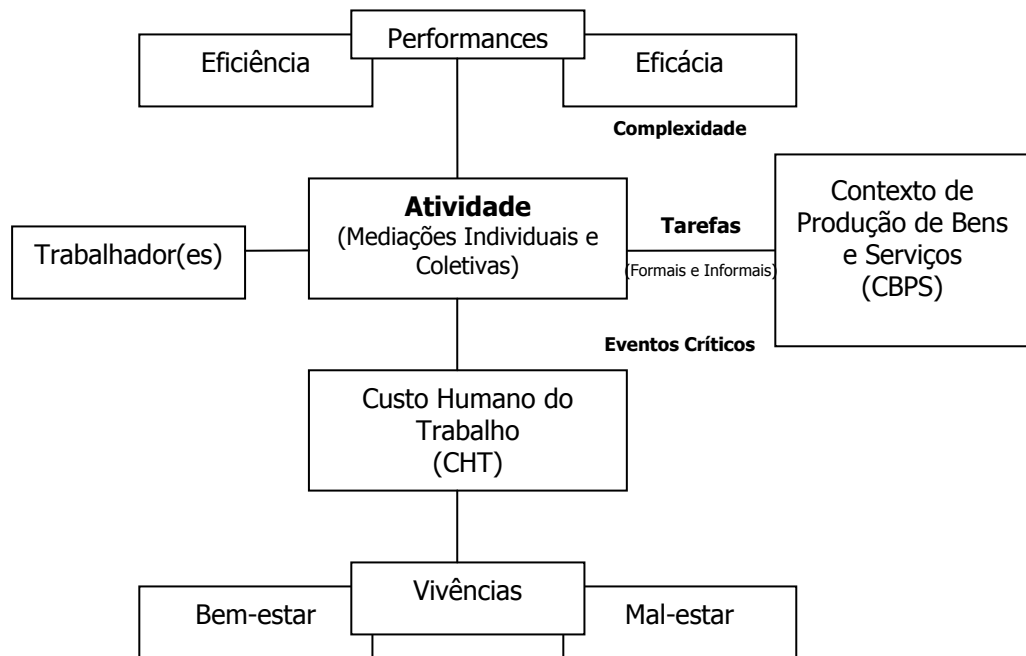 Performances
Eficiência
Eficácia
Complexidade
Atividade
(Mediações Individuais e
Coletivas)
Trabalhador(es)
Tarefas
(Formais e Informais)
Contexto de
Produção de Bens
e Serviços
(CBPS)
Eventos Críticos
Custo Humano do
Trabalho
(CHT)
Vivências
Bem-estar
Mal-estar